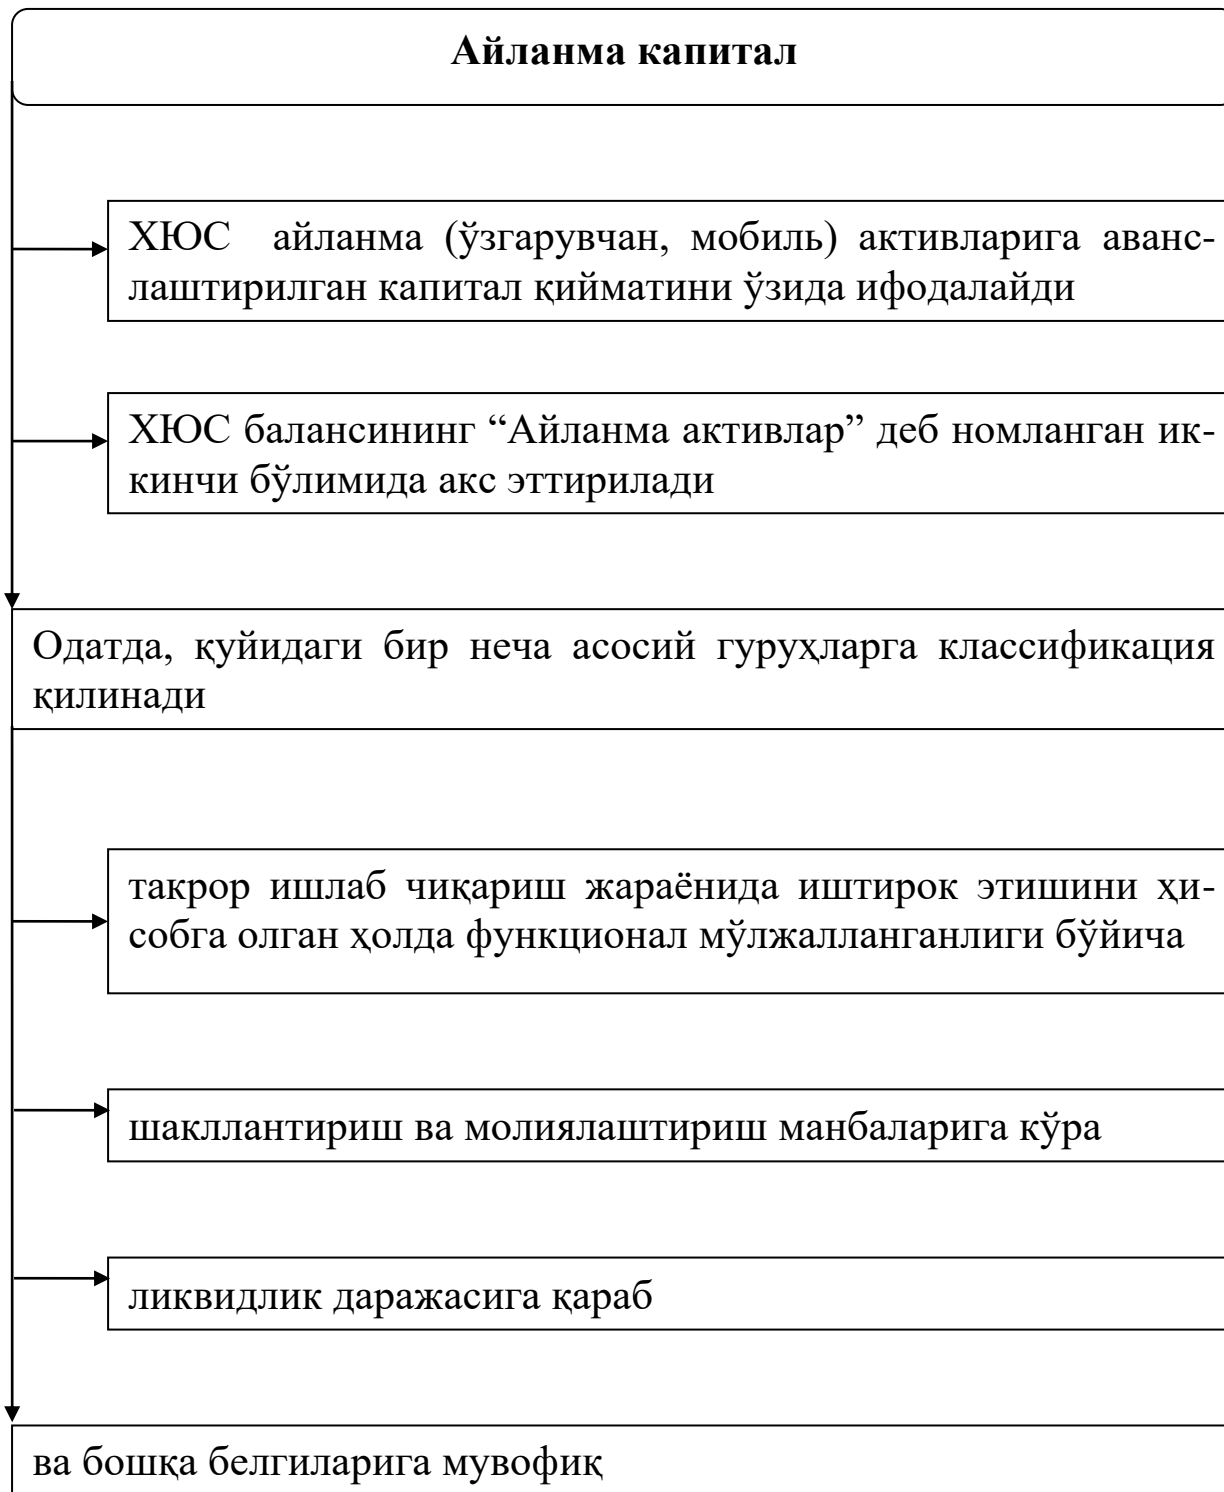 Айланма капитал
ХЮС айланма (ўзгарувчан, мобиль) активларига аванс-
лаштирилган капитал қийматини ўзида ифодалайди
ХЮС балансининг “Айланма активлар” деб номланган ик-
кинчи бўлимида акс эттирилади
Одатда, қуйидаги бир неча асосий гуруҳларга классификация
қилинади
такрор ишлаб чиқариш жараёнида иштирок этишини ҳи-
собга олган ҳолда функционал мўлжалланганлиги бўйича
шакллантириш ва молиялаштириш манбаларига кўра
ликвидлик даражасига қараб
ва бошқа белгиларига мувофиқ